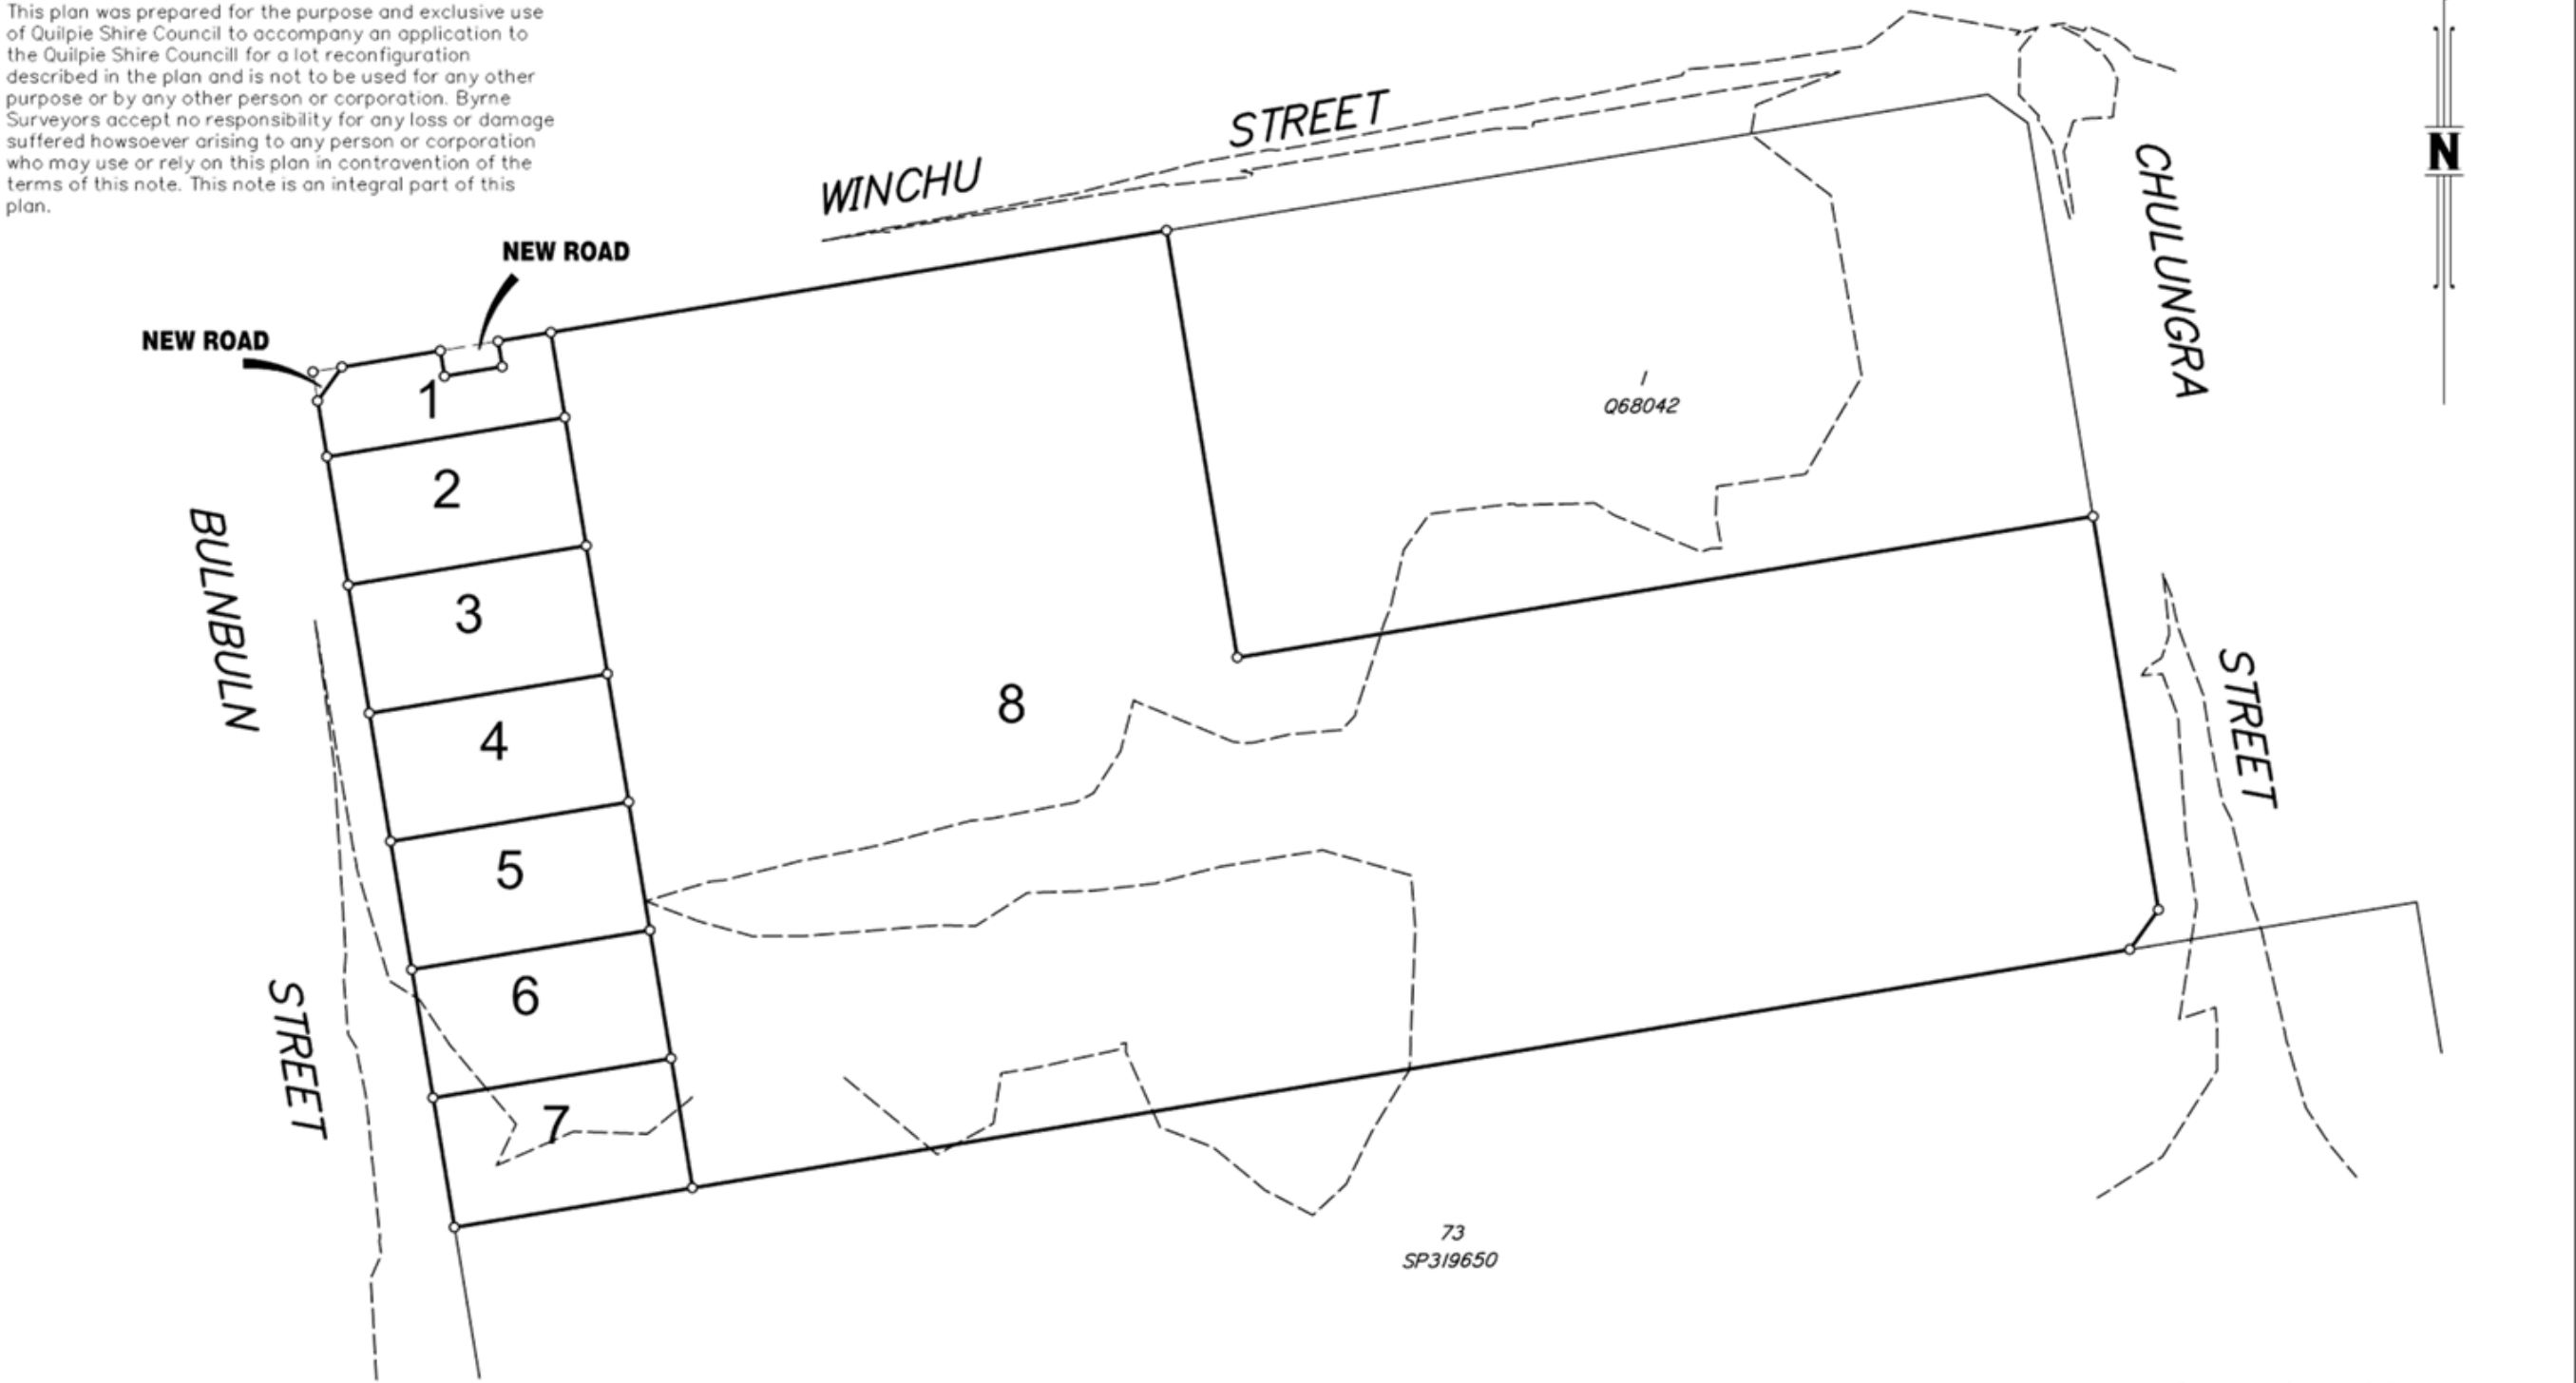 This plan was prepared for the purpose and exclusive use
of Quilpie Shire Council to accompany an application to
the Quilpie Shire Councill for a lot reconfiguration
described in the plan and is not to be used for any other
purpose or by any other person or corporation. Byrne
Surveyors accept no responsibility for any loss or damage
suffered howsoever arising to any person or corporation
who may use or rely on this plan in contravention of the
terms of this note. This note is an integral part of this
plan.
WINCHU
STREET
N
CHULUNGRA
STREET
NEW ROAD
NEW ROAD
1
Q68042
1
2
3
4
5
6
7
8
BULNBULN
STREET
73
SP319650